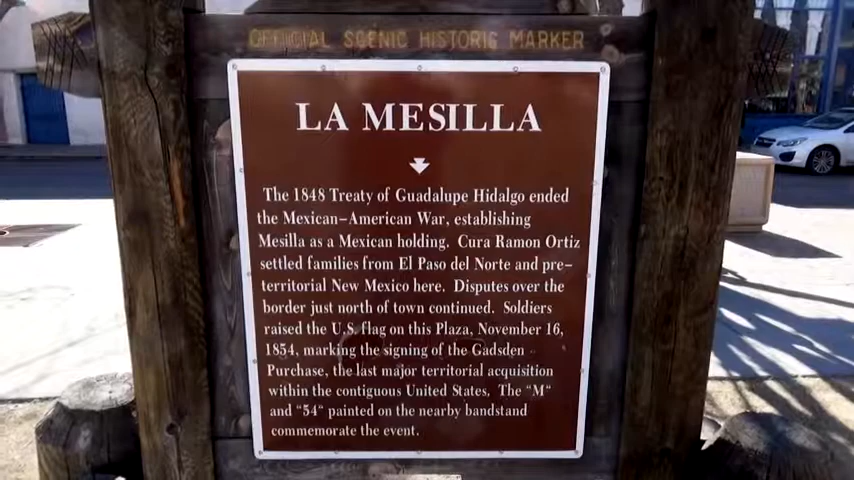 OFFICIAL SCENIC HISTORIC MARKER
LA MESILLA
The 1848 Treaty of Guadalupe Hidalgo ended
the Mexican-American War, establishing
Mesilla as a Mexican holding. Cura Ramon Ortiz
settled families from El Paso del Norte and pre-
territorial New Mexico here. Disputes over the
border just north of town continued. Soldiers
raised the U.S. flag on this Plaza, November 16,
1854, marking the signing of the Gadsden
Purchase, the last major territorial acquisition
within the contiguous United States. The "M"
and "54" painted on the nearby bandstand
commemorate the event.